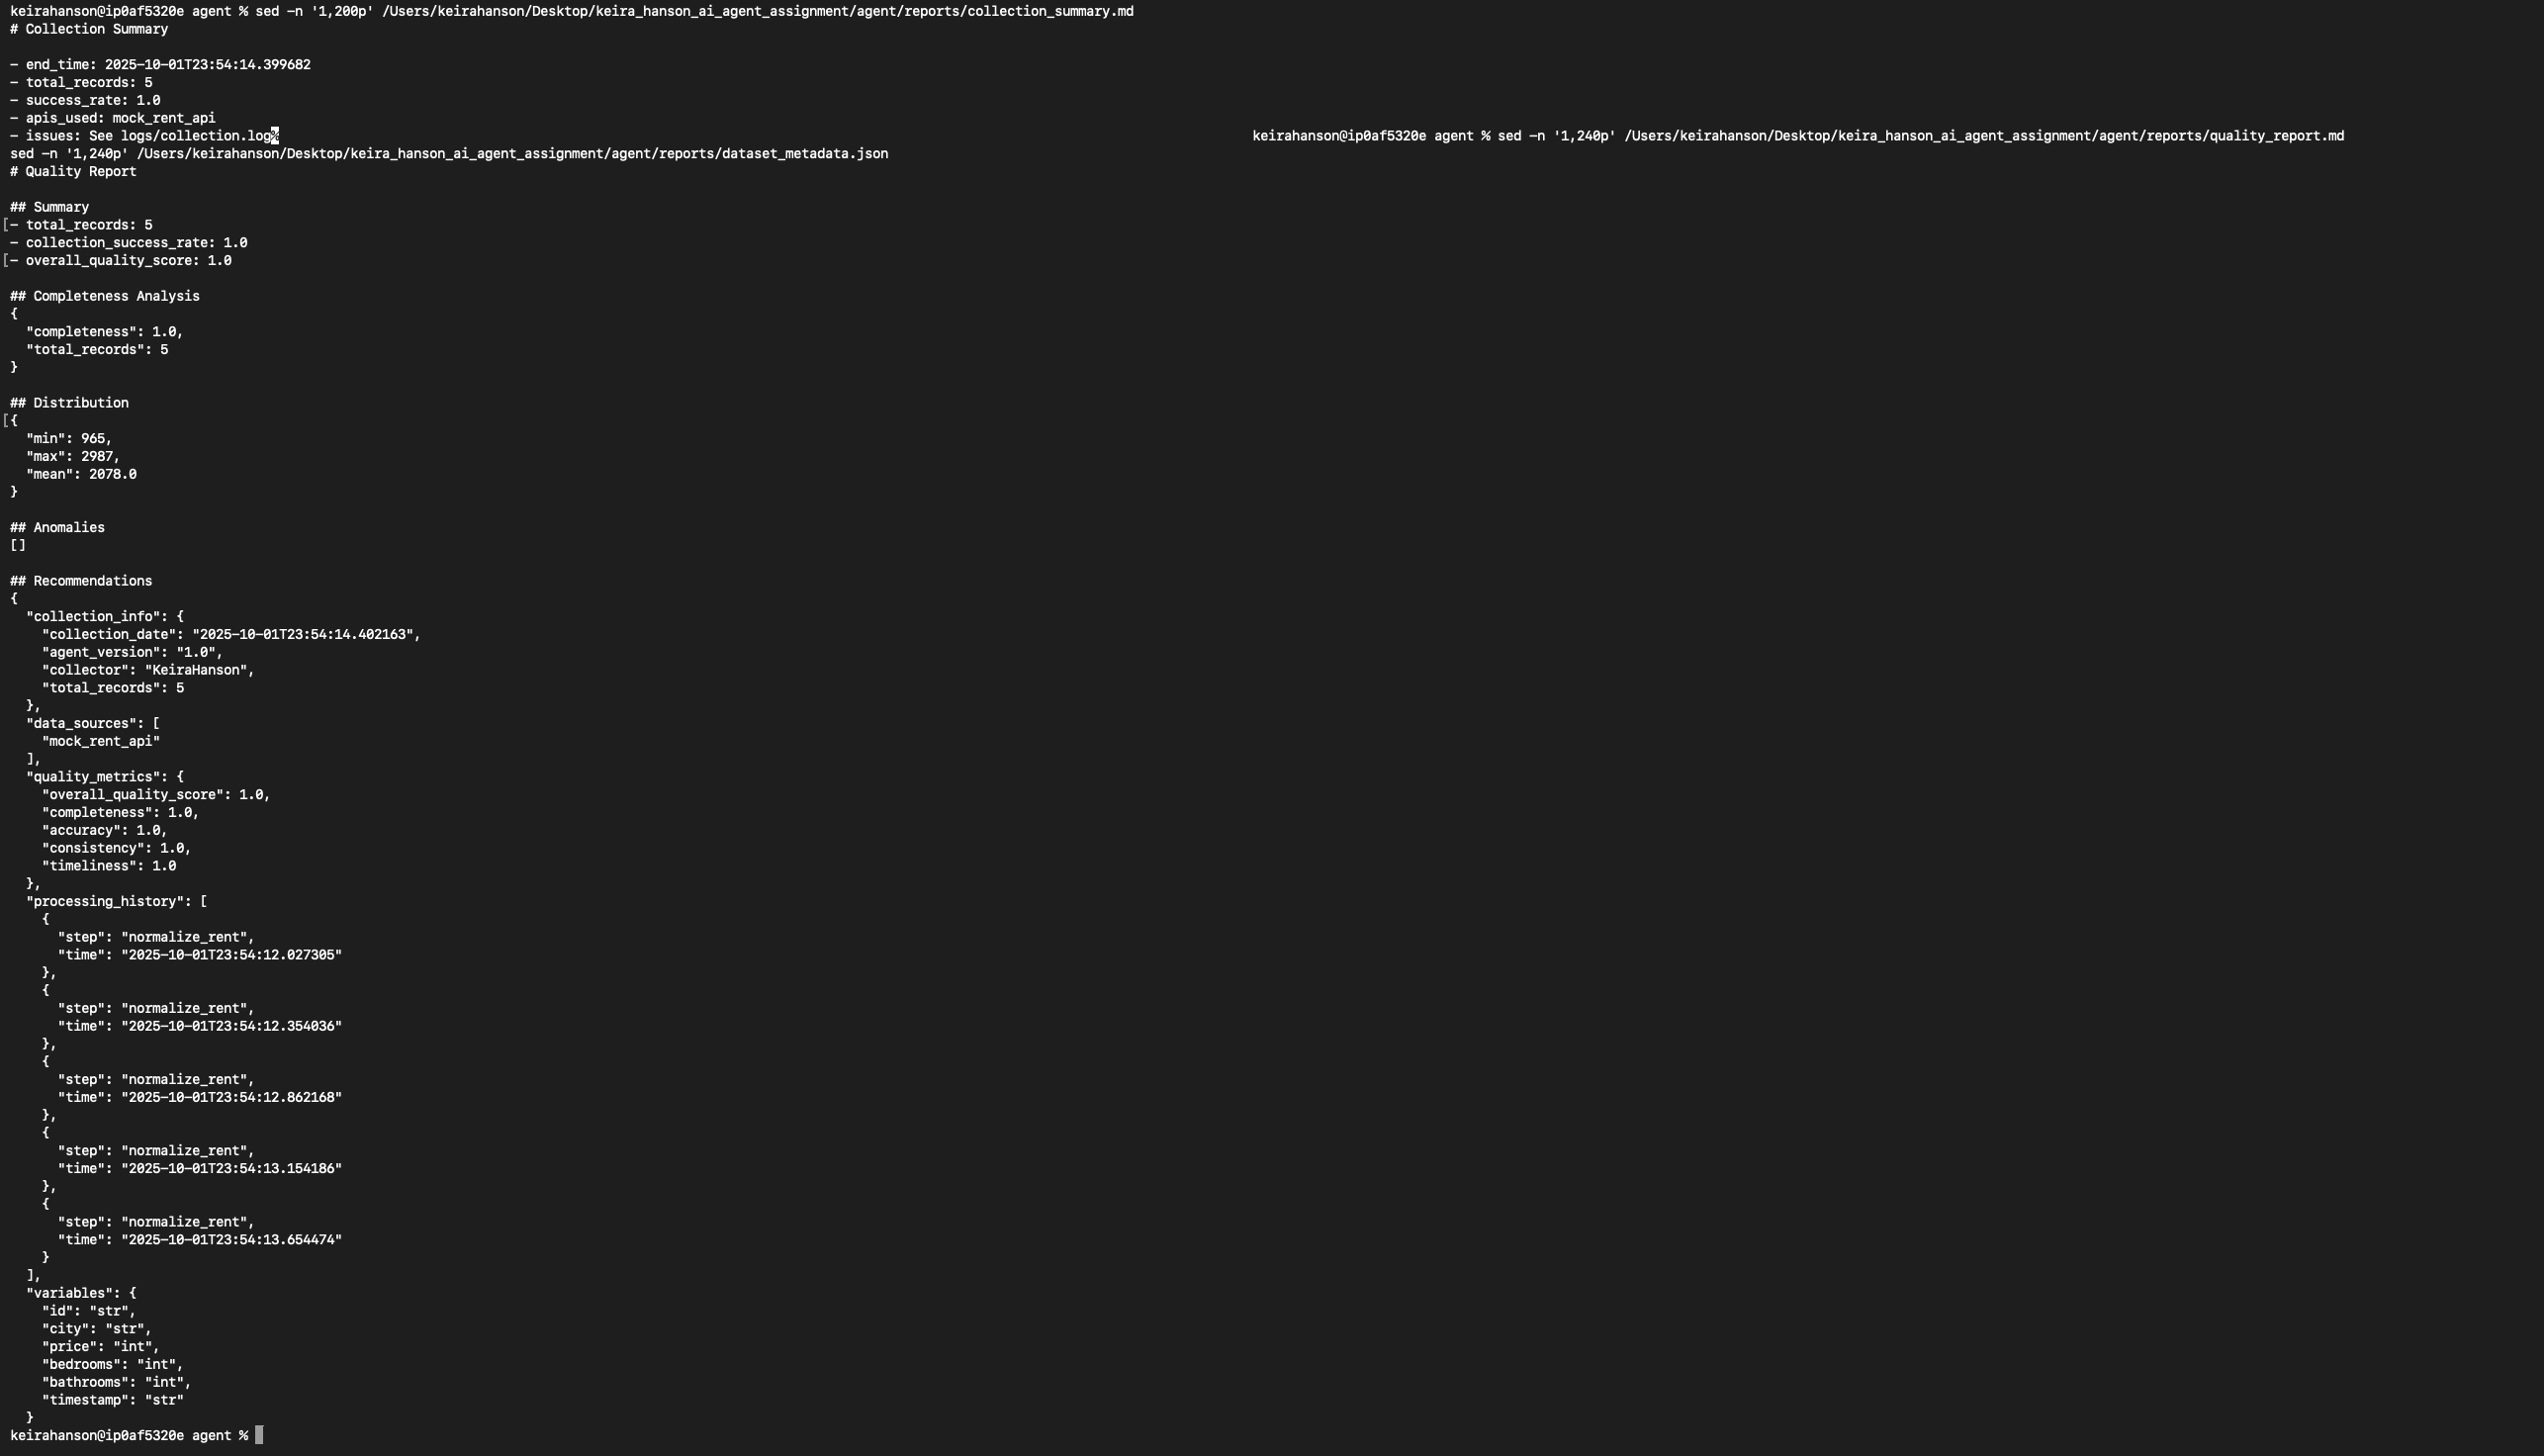 keirahanson@ip0af5320e agent % sed -n '1,200p' /Users/keirahanson/Desktop/keira_hanson_ai_agent_assignment/agent/reports/collection_summary.md
# Collection Summary

- end_time: 2025-10-01T23:54:14.399682
- total_records: 5
- success_rate: 1.0
- apis_used: mock_rent_api
- issues: See logs/collection.log% keirahanson@ip0af5320e agent % sed -n '1,240p' /Users/keirahanson/Desktop/keira_hanson_ai_agent_assignment/agent/reports/quality_report.md
sed -n '1,240p' /Users/keirahanson/Desktop/keira_hanson_ai_agent_assignment/agent/reports/dataset_metadata.json
# Quality Report

## Summary
[- total_records: 5
- collection_success_rate: 1.0
[- overall_quality_score: 1.0

## Completeness Analysis
{
  "completeness": 1.0,
  "total_records": 5
}

## Distribution
[{
  "min": 965,
  "max": 2987,
  "mean": 2078.0
}

## Anomalies
[]

## Recommendations
{
  "collection_info": {
    "collection_date": "2025-10-01T23:54:14.402163",
    "agent_version": "1.0",
    "collector": "KeiraHanson",
    "total_records": 5
  },
  "data_sources": [
    "mock_rent_api"
  ],
  "quality_metrics": {
    "overall_quality_score": 1.0,
    "completeness": 1.0,
    "accuracy": 1.0,
    "consistency": 1.0,
    "timeliness": 1.0
  },
  "processing_history": [
    {
      "step": "normalize_rent",
      "time": "2025-10-01T23:54:12.027305"
    },
    {
      "step": "normalize_rent",
      "time": "2025-10-01T23:54:12.354036"
    },
    {
      "step": "normalize_rent",
      "time": "2025-10-01T23:54:12.862168"
    },
    {
      "step": "normalize_rent",
      "time": "2025-10-01T23:54:13.154186"
    },
    {
      "step": "normalize_rent",
      "time": "2025-10-01T23:54:13.654474"
    }
  ],
  "variables": {
    "id": "str",
    "city": "str",
    "price": "int",
    "bedrooms": "int",
    "bathrooms": "int",
    "timestamp": "str"
  }
keirahanson@ip0af5320e agent %